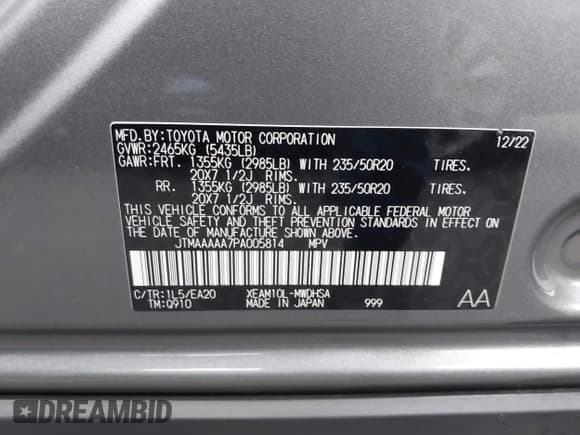 MFD.BY:TOYOTA MOTOR CORPORATION 12/22
GVWR:2465KG (5435LB)
GAWR:FRT. 1355KG (2985LB) WITH 235/50R20 TIRES.
20X7 1/2J RIMS.
RR. 1355KG (2985LB) WITH 235/50R20 TIRES.
20X7 1/2J RIMS.
THIS VEHICLE CONFORMS TO ALL APPLICABLE FEDERAL MOTOR
VEHICLE SAFETY AND THEFT PREVENTION STANDARDS IN EFFECT ON
THE DATE OF MANUFACTURE SHOWN ABOVE.
JTMAAAAA7PA005814 MPV
C/TR:1L5/EA20 XEAM10L-MWDHSA
TM:Q910 MADE IN JAPAN 999 AA
DREAMBID